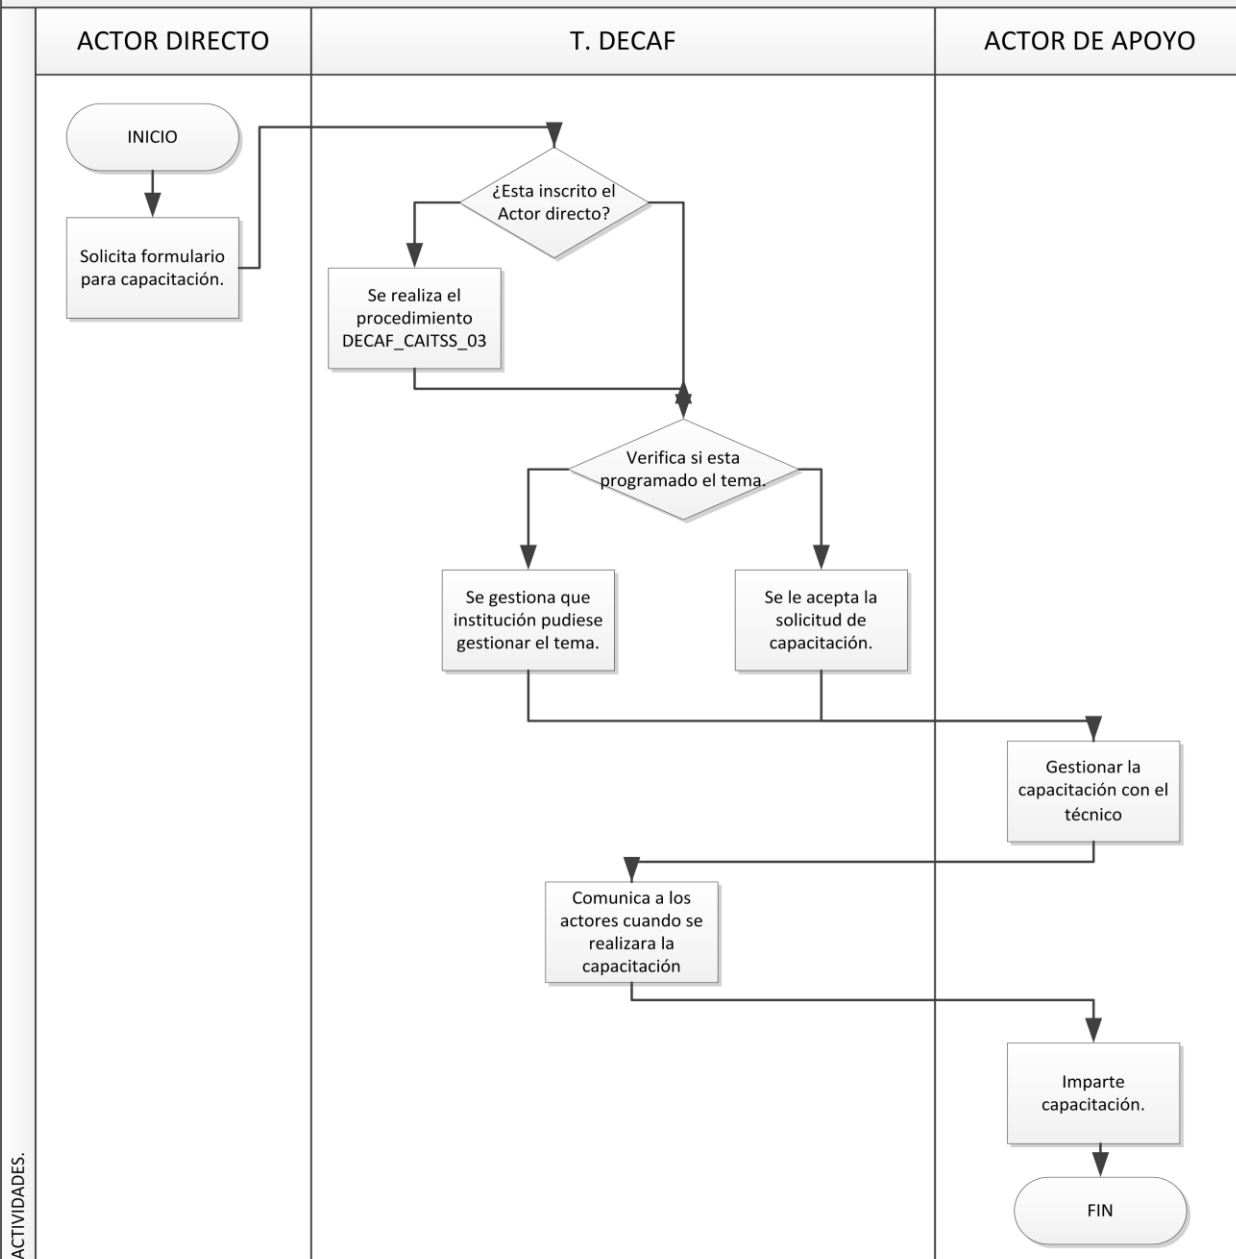 ACTOR DIRECTO
T. DECAF
ACTOR DE APOYO
INICIO
Solicita formulario
para capacitación.
¿Esta inscrito el
Actor directo?
Se realiza el
procedimiento
DECAF_CAITSS_03
Verifica si esta
programado el tema.
Se gestiona que
institución pudiese
gestionar el tema.
Se le acepta la
solicitud de
capacitación.
Gestionar la
capacitación con el
técnico
Comunica a los
actores cuando se
realizara la
capacitación
Imparte
capacitación.
FIN
ACTIVIDADES.